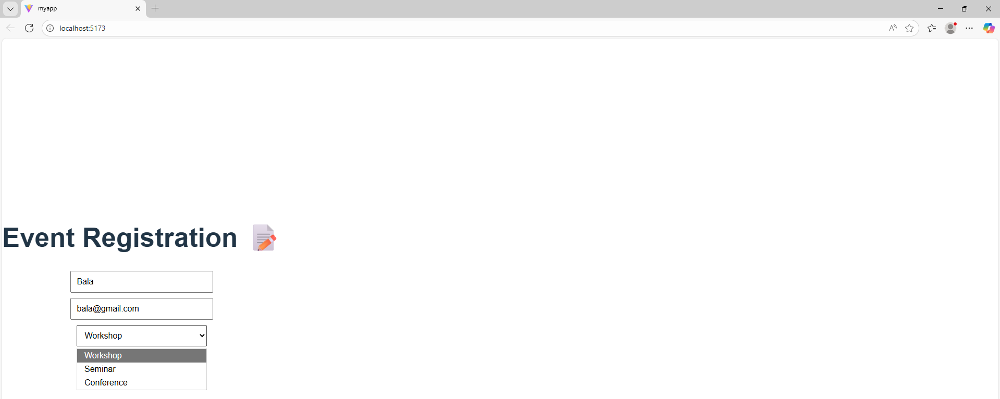 myapp
localhost:5173
Event Registration
Bala
bala@gmail.com
Workshop
Workshop
Seminar
Conference